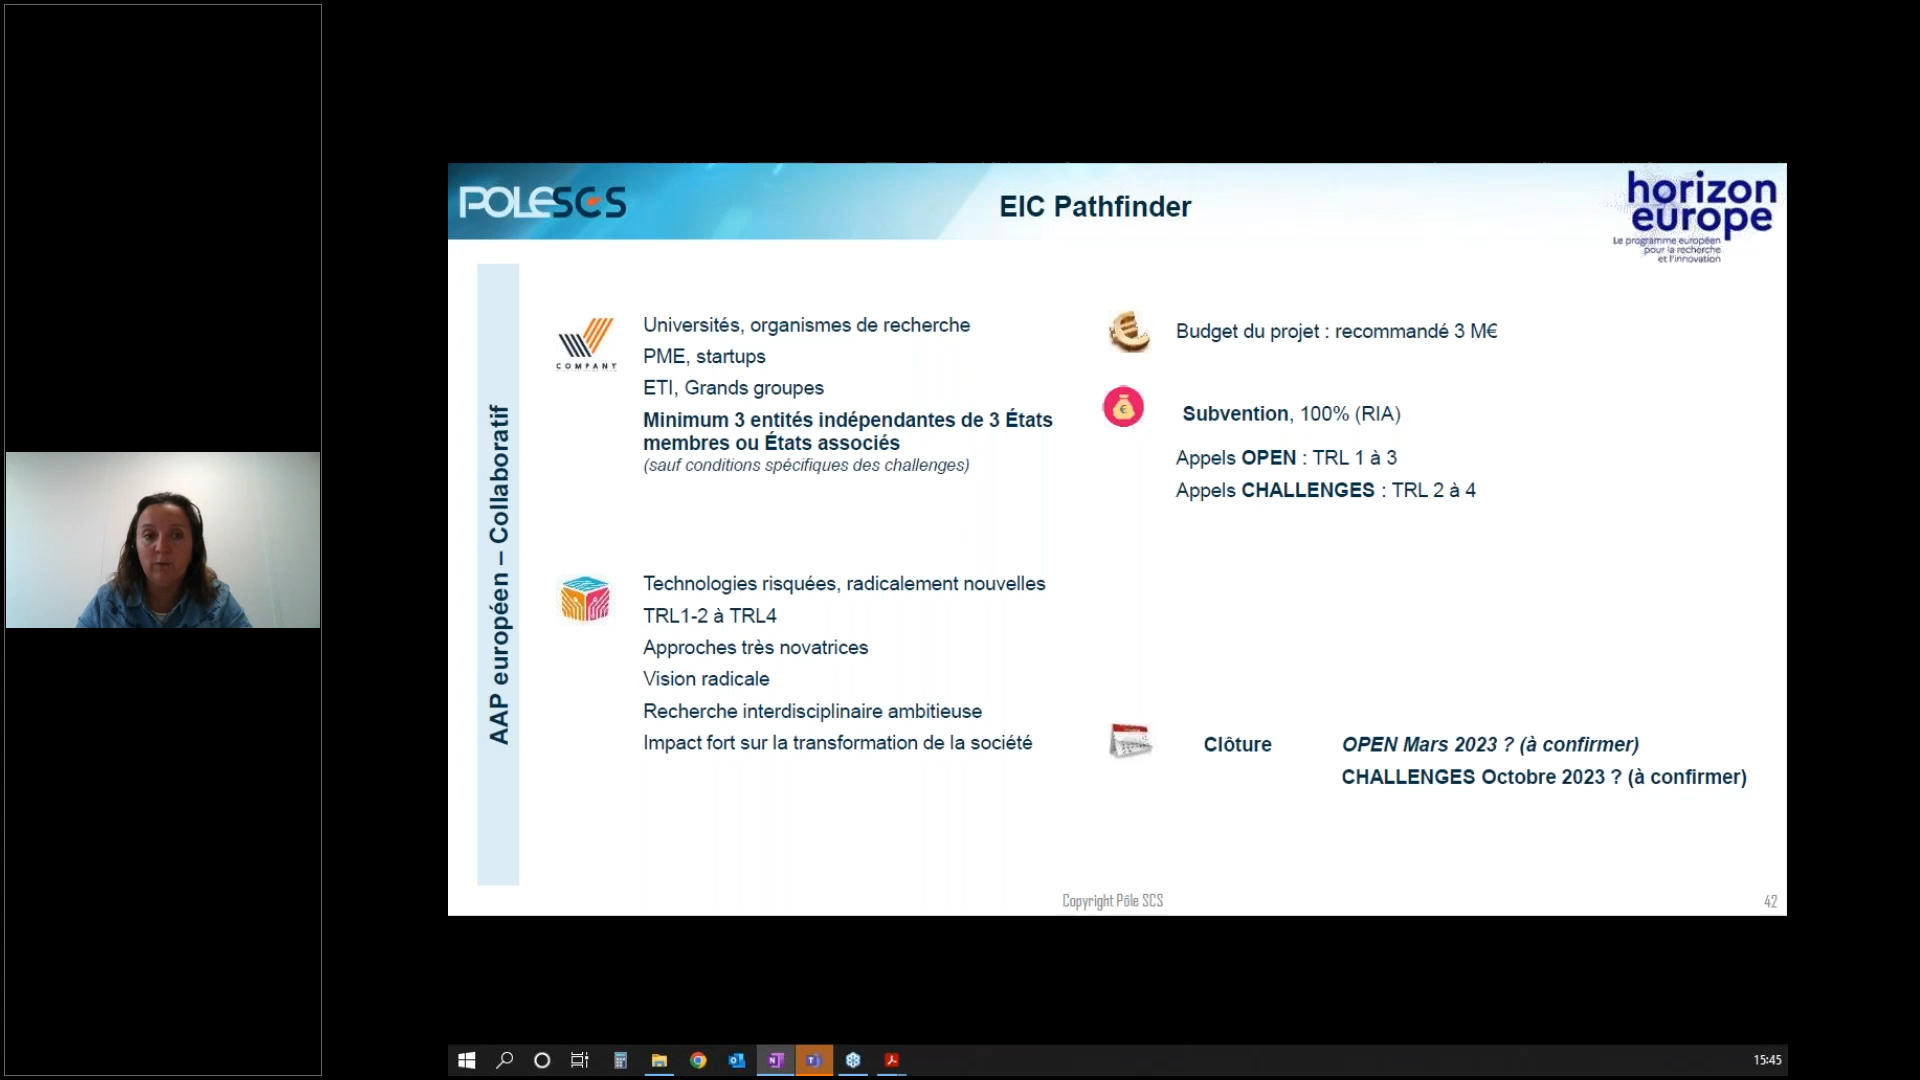 POLESCS
EIC Pathfinder
horizon
europe
Le programme européen
pour la recherche
et l'innovation
AAP européen – Collaboratif
COMPANY
Universités, organismes de recherche
PME, startups
ETI, Grands groupes
Minimum 3 entités indépendantes de 3 États
membres ou États associés
(sauf conditions spécifiques des challenges)
Budget du projet : recommandé 3 M€
Subvention, 100% (RIA)
Appels OPEN : TRL 1 à 3
Appels CHALLENGES : TRL 2 à 4
Technologies risquées, radicalement nouvelles
TRL1-2 à TRL4
Approches très novatrices
Vision radicale
Recherche interdisciplinaire ambitieuse
Impact fort sur la transformation de la société
Clôture
OPEN Mars 2023 ? (à confirmer)
CHALLENGES Octobre 2023 ? (à confirmer)
Copyright Pôle SCS
42
15:45